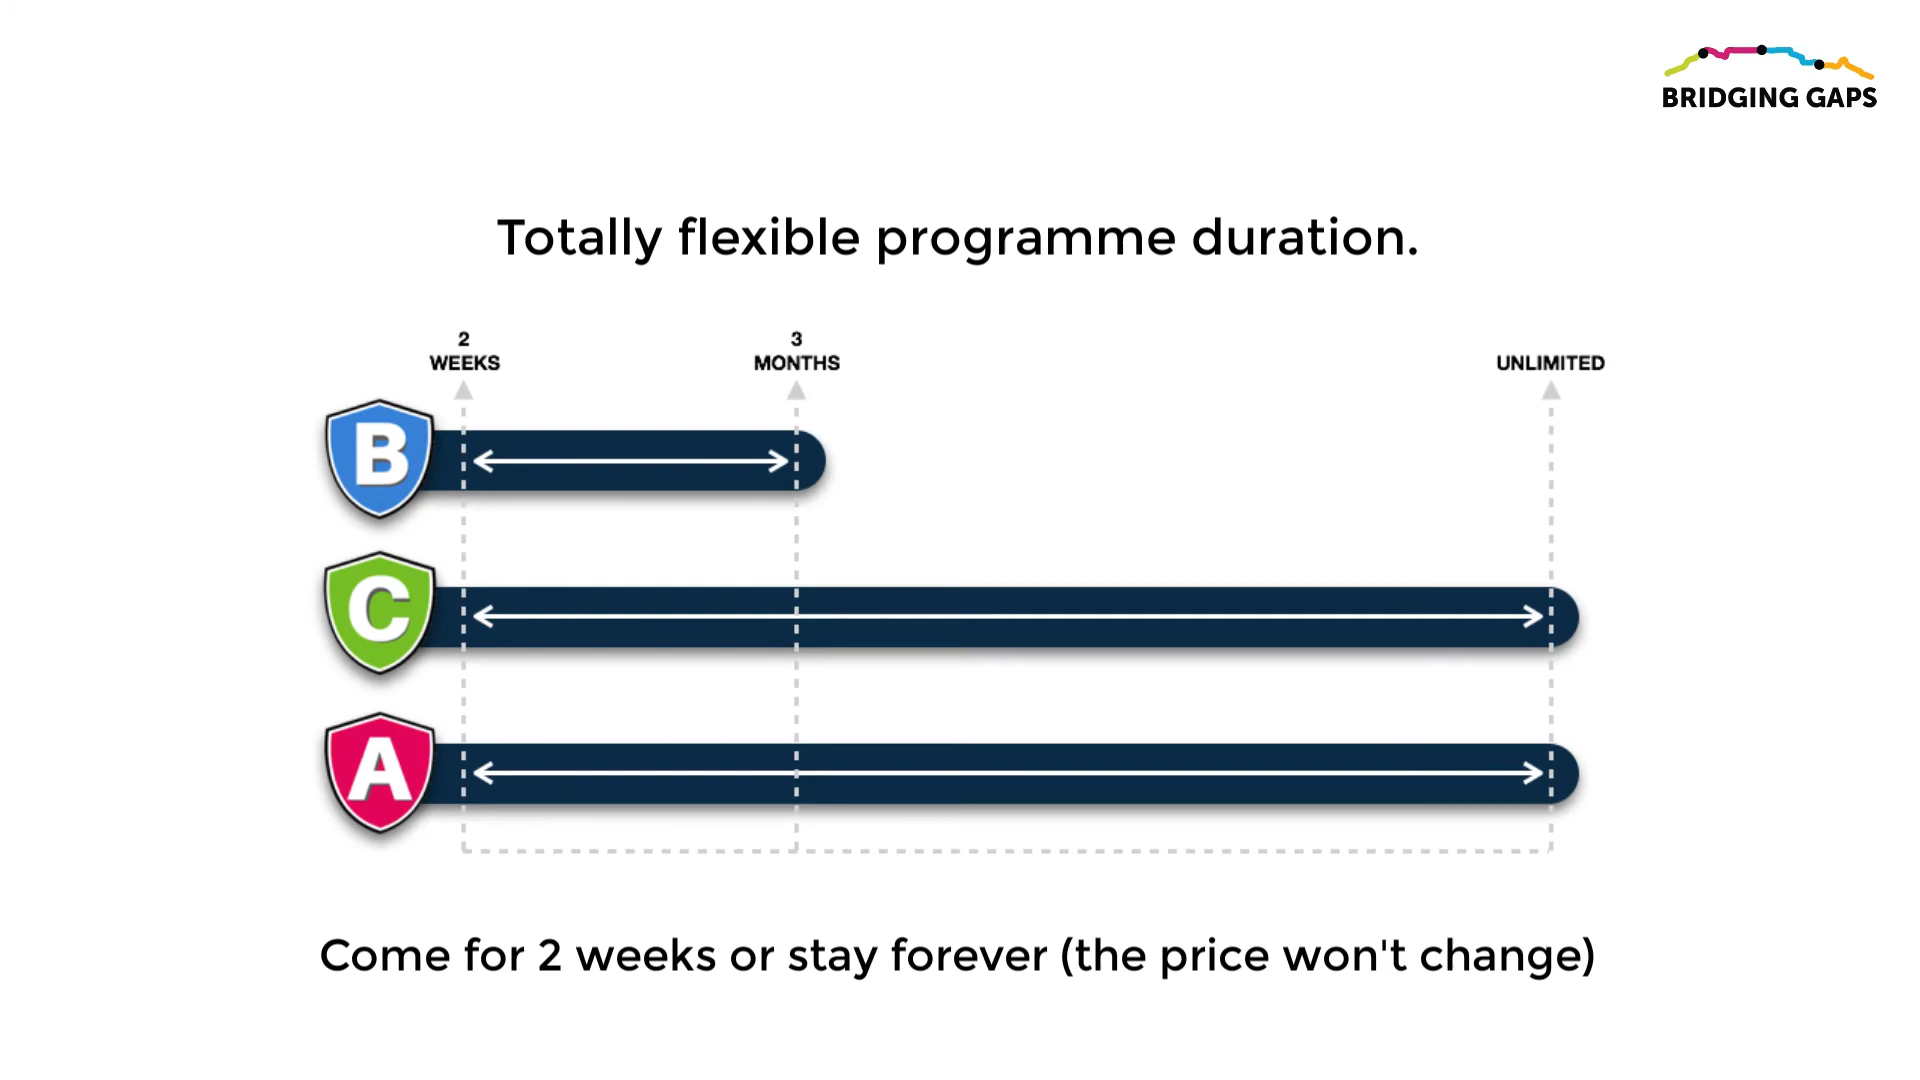 BRIDGING GAPS
Totally flexible programme duration.
2
WEEKS
3
MONTHS
UNLIMITED
B
C
A
Come for 2 weeks or stay forever (the price won't change)